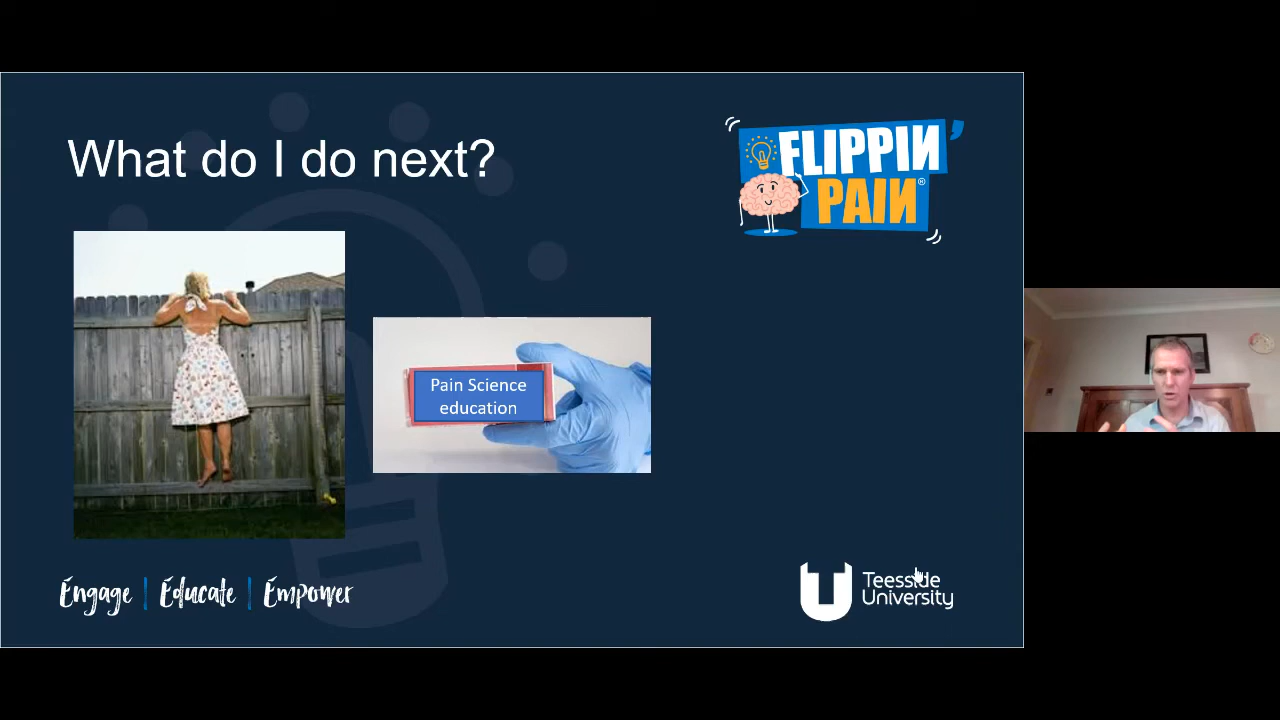 What do I do next?
FLIPPIN'
PAIN®
Pain Science
education
Engage | Educate | Empower
Teesside
University